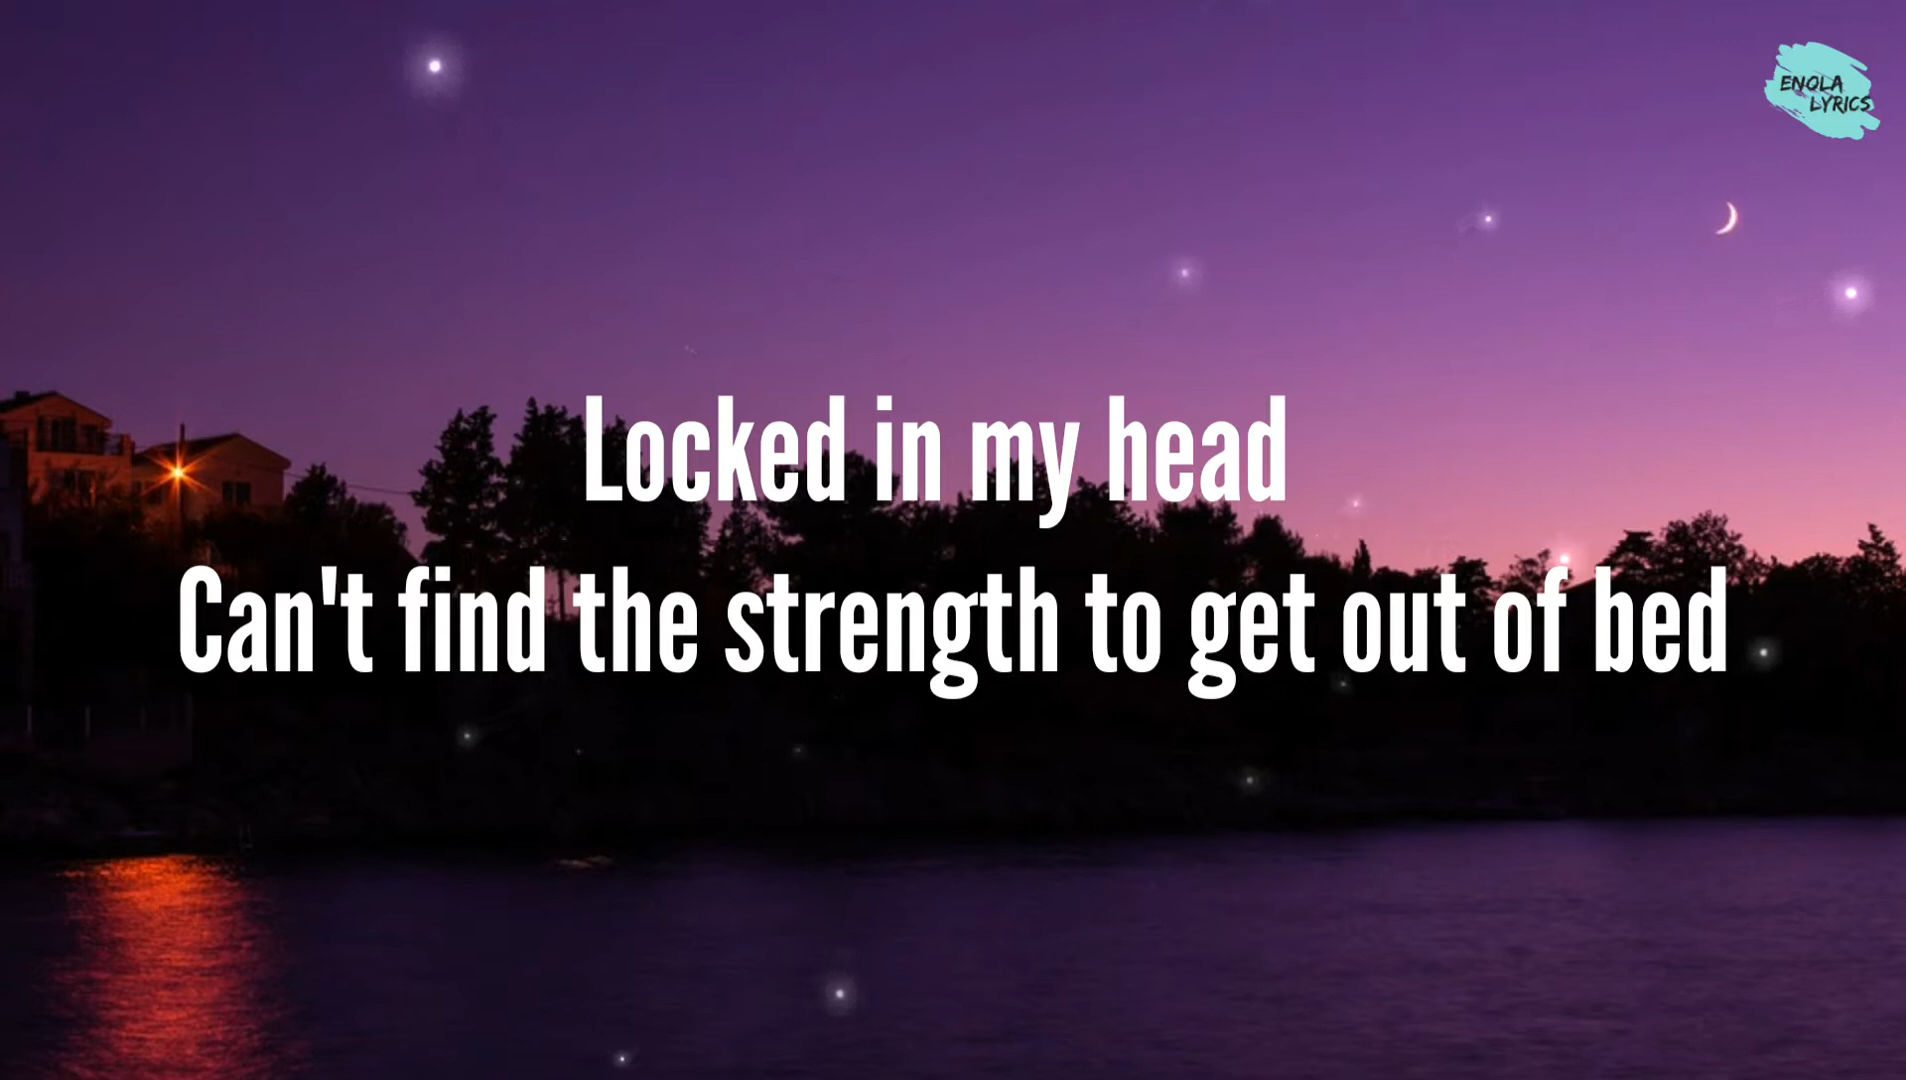 ENOLA
LYRICS
Locked in my head
Can't find the strength to get out of bed